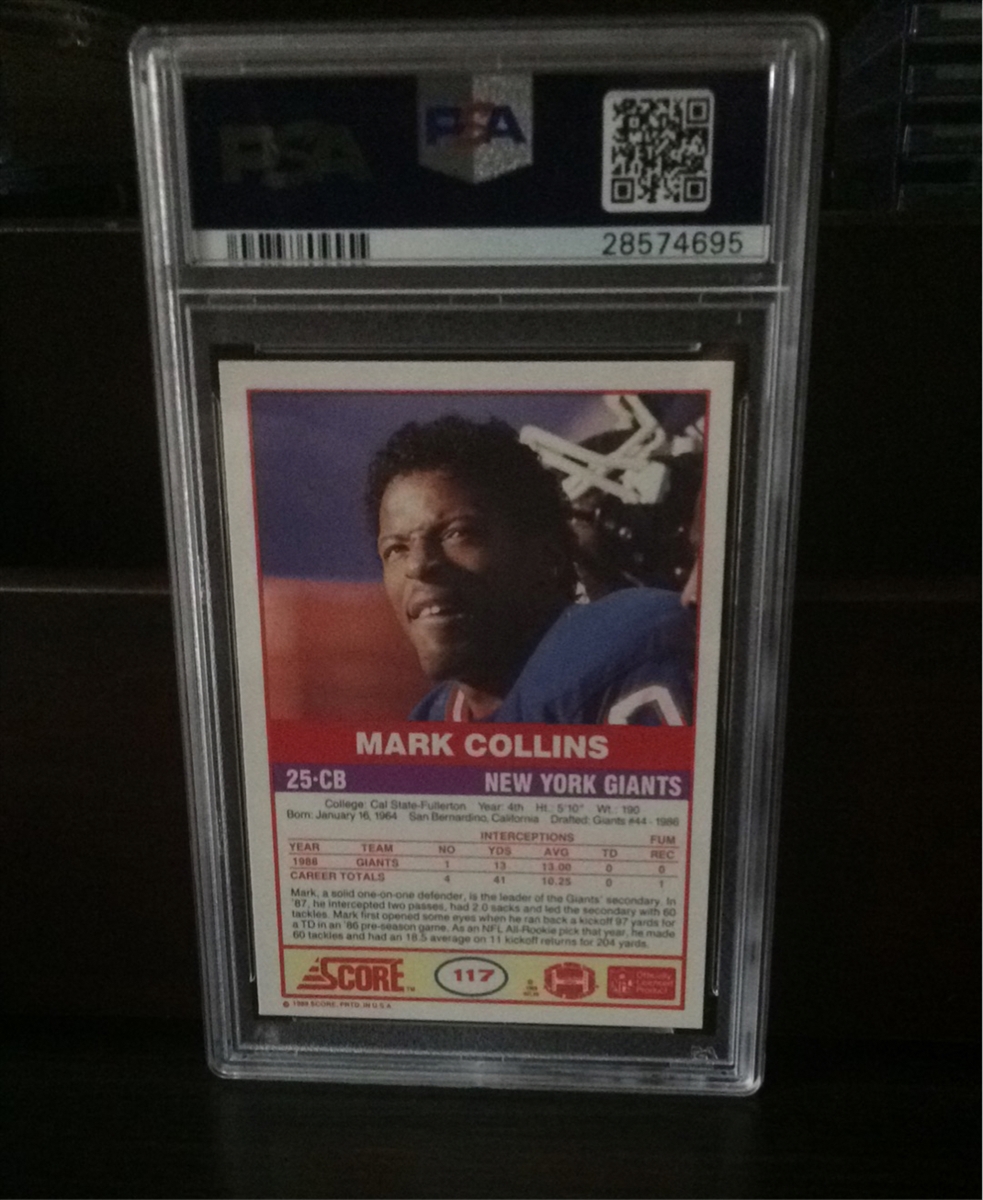 PSA
PSA
28574695
MARK COLLINS
25·CB NEW YORK GIANTS
College: Cal State-Fullerton Year: 4th Ht.: 5'10" Wt.: 190
Born: January 16, 1964 San Bernardino, California Drafted: Giants #44 - 1986
INTERCEPTIONS FUM
YEAR TEAM NO YDS AVG TD REC
1988 GIANTS 1 13 13.00 0 0
CAREER TOTALS 4 41 10.25 0 1
Mark, a solid one-on-one defender, is the leader of the Giants' secondary. In
'87, he intercepted two passes, had 2.0 sacks and led the secondary with 60
tackles. Mark first opened some eyes when he ran back a kickoff 97 yards for
a TD in an '86 pre-season game. As an NFL All-Rookie pick that year, he made
60 tackles and had an 18.5 average on 11 kickoff returns for 204 yards.
SCORE™ 117
© 1989 SCORE, PRTD. IN U.S.A.